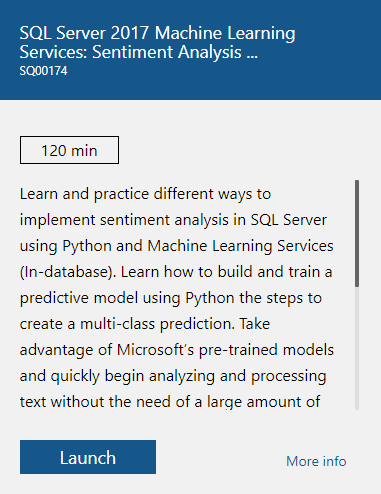 SQL Server 2017 Machine Learning
Services: Sentiment Analysis ...
SQ00174
120 min
Learn and practice different ways to
implement sentiment analysis in SQL Server
using Python and Machine Learning Services
(In-database). Learn how to build and train a
predictive model using Python the steps to
create a multi-class prediction. Take
advantage of Microsoft's pre-trained models
and quickly begin analyzing and processing
text without the need of a large amount of
Launch
More info